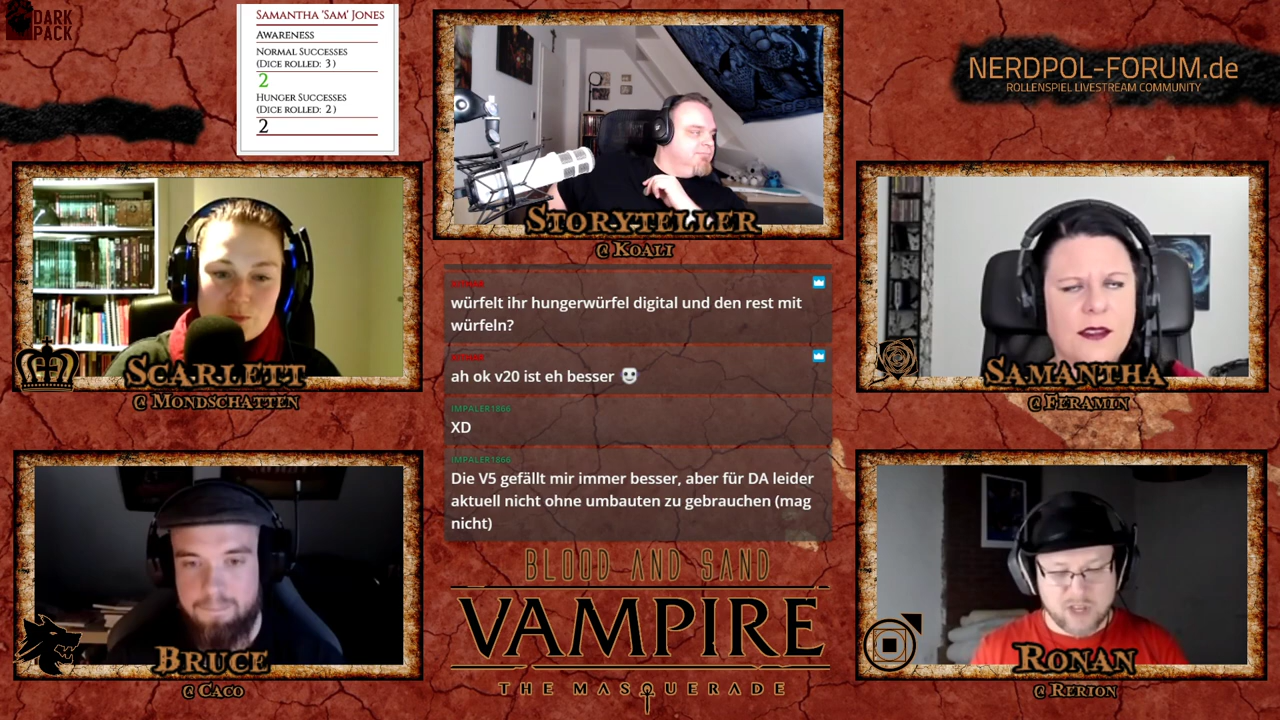 DARK
PACK
SAMANTHA 'SAM' JONES
AWARENESS
NORMAL SUCCESSES
(DICE ROLLED: 3 )
2
HUNGER SUCCESSES
(DICE ROLLED: 2 )
2
STORYTELLER
@ KOALI
NERDPOL-FORUM.de
ROLLENSPIEL LIVESTREAM COMMUNITY
SCARLETT
@ MONDSCHATTEN
SAMANTHA
@ FERAMIN
würfelt ihr hungerwürfel digital und den rest mit
würfeln?
ah ok v20 ist eh besser
IMPALER1866
XD
IMPALER1866
Die V5 gefällt mir immer besser, aber für DA leider
aktuell nicht ohne umbauten zu gebrauchen (mag
nicht)
BRUCE
@ CACO
BLOOD AND SAND
VAMPIRE
THE MASQUERADE
RONAN
@ RERION